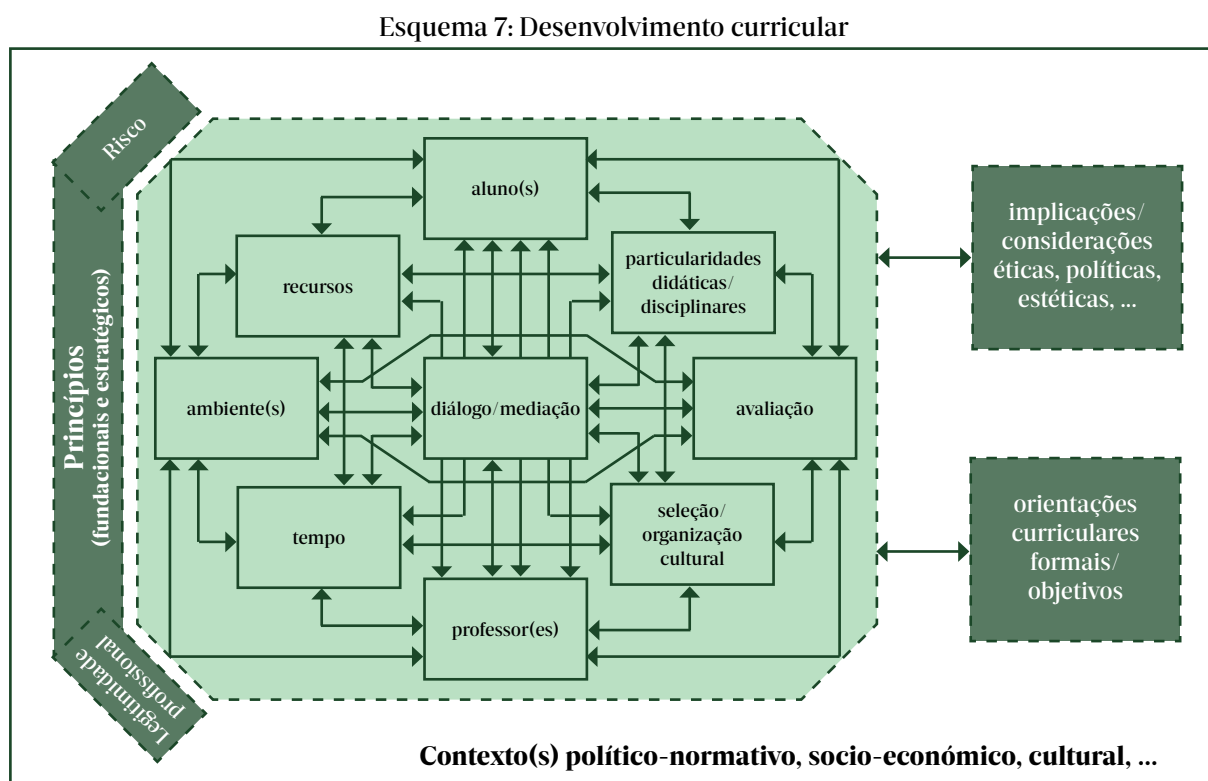 Esquema 7: Desenvolvimento curricular
Risco
Princípios
(fundacionais e estratégicos)
Legitimidade
profissional
aluno(s)
recursos
particularidades
didáticas/
disciplinares
ambiente(s)
diálogo/mediação
avaliação
tempo
seleção/
organização
cultural
professor(es)
implicações/
considerações
éticas, políticas,
estéticas, ...
orientações
curriculares
formais/
objetivos
Contexto(s) político-normativo, socio-económico, cultural, ...